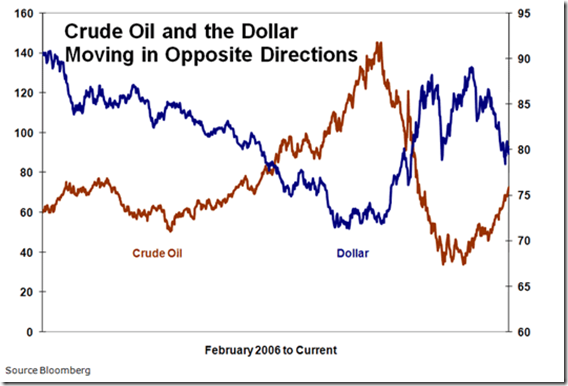 Crude Oil and the Dollar
Moving in Opposite Directions
160
140
120
100
80
60
40
20
0
95
90
85
80
75
70
65
60
Crude Oil
Dollar
February 2006 to Current
Source Bloomberg